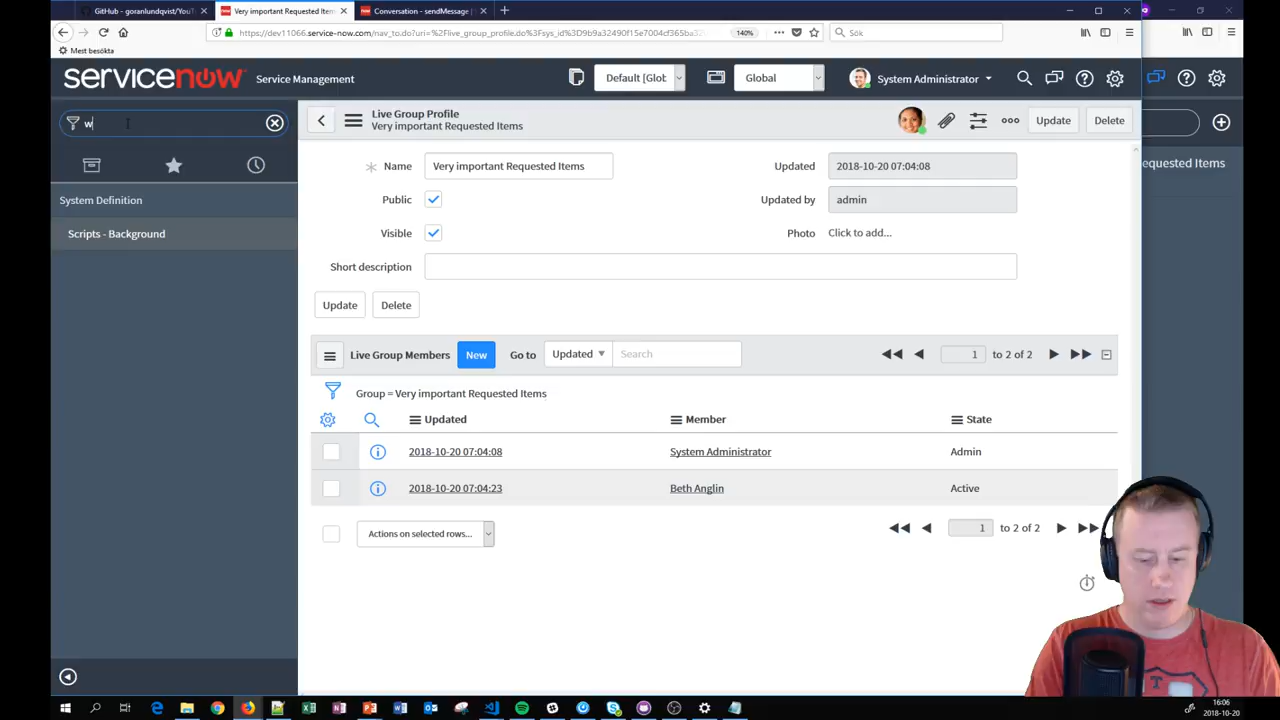 GitHub - goranlundqvist/YouT
Very important Requested Item
Conversation - sendMessage |
https://dev11066.service-now.com/nav_to.do?uri=%2Flive_group_profile.do%3Fsys_id%3D9b9a32490f15e7004cf365ba32
140%
Sök
Mest besökta
servicenow Service Management
Default [Glob
Global
System Administrator
w
Live Group Profile
Very important Requested Items
Update
Delete
equested Items
System Definition
Scripts - Background
Name
Very important Requested Items
Updated
2018-10-20 07:04:08
Public
Updated by
admin
Visible
Photo
Click to add...
Short description
Update
Delete
Live Group Members
New
Go to
Updated
Search
1
to 2 of 2
Group = Very important Requested Items
Updated
Member
State
2018-10-20 07:04:08
System Administrator
Admin
2018-10-20 07:04:23
Beth Anglin
Active
Actions on selected rows...
1
to 2 of 2
16:06
2018-10-20